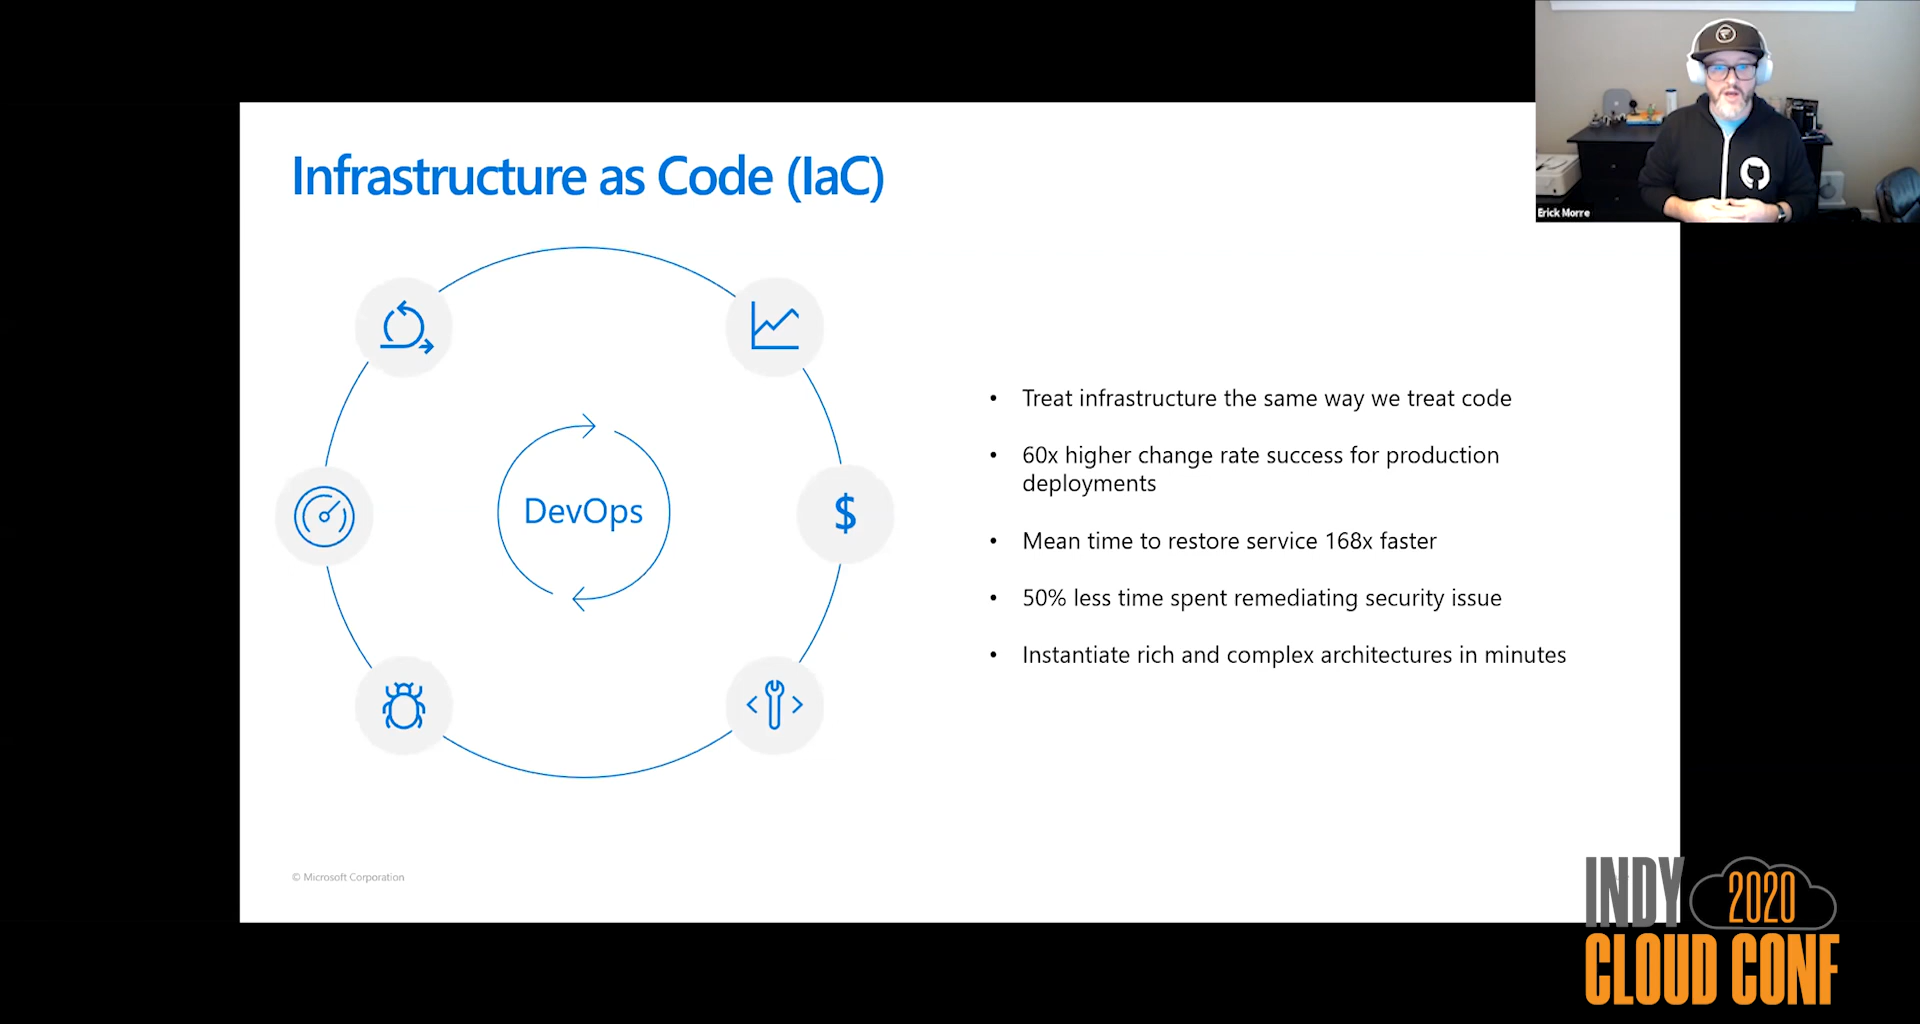 Infrastructure as Code (IaC)
DevOps
$
• Treat infrastructure the same way we treat code
• 60x higher change rate success for production
deployments
• Mean time to restore service 168x faster
• 50% less time spent remediating security issue
• Instantiate rich and complex architectures in minutes
© Microsoft Corporation
Erick Morre
INDY 2020
CLOUD CONF